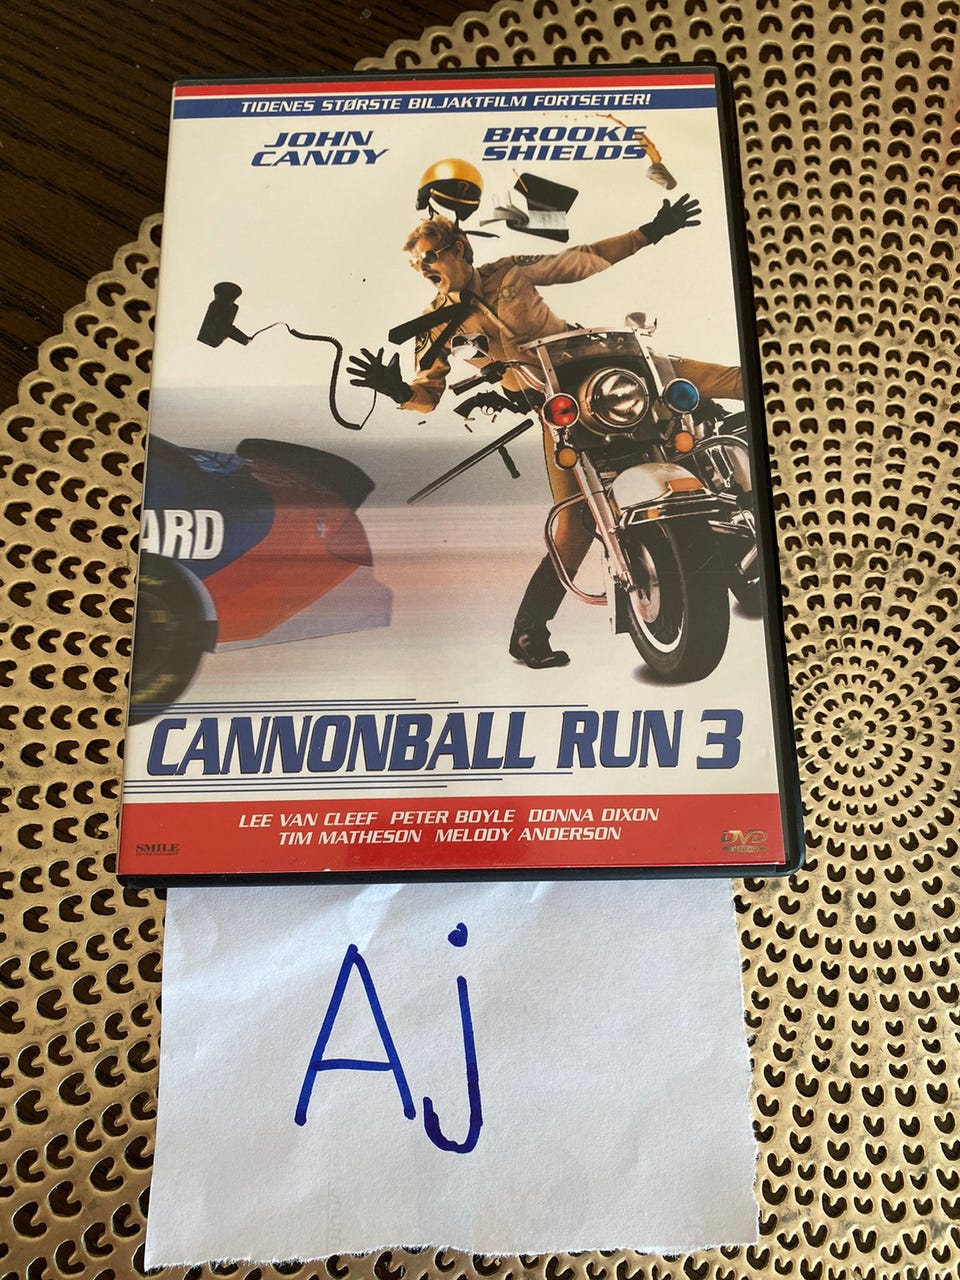 TIDENES STØRSTE BILJAKTFILM FORTSETTER!
JOHN CANDY
BROOKE SHIELDS
ARD
CANNONBALL RUN 3
LEE VAN CLEEF PETER BOYLE DONNA DIXON
TIM MATHESON MELODY ANDERSON
SMILE
ENTERTAINMENT
DVD
Aj